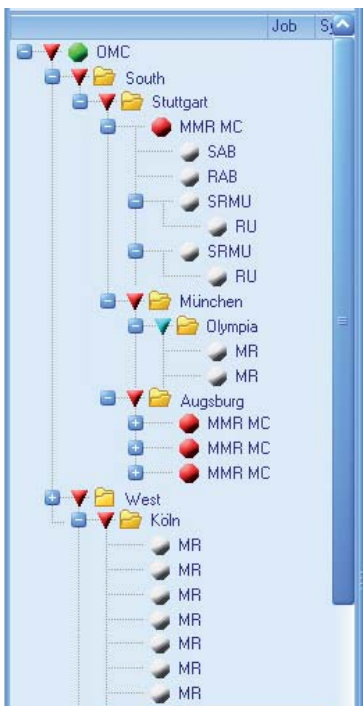 Job
OMC
South
Stuttgart
MMR MC
SAB
RAB
SRMU
RU
SRMU
RU
München
Olympia
MR
MR
Augsburg
MMR MC
MMR MC
MMR MC
West
Köln
MR
MR
MR
MR
MR
MR
MR